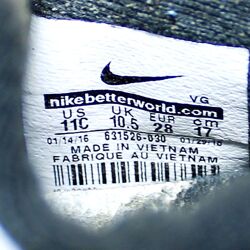 VG
nikebetterworld.com
US UK EUR cm
11C 10.5 28 17
01/14/16 631526-030 01/29/16
MADE IN VIETNAM
FABRIQUE AU VIETNAM